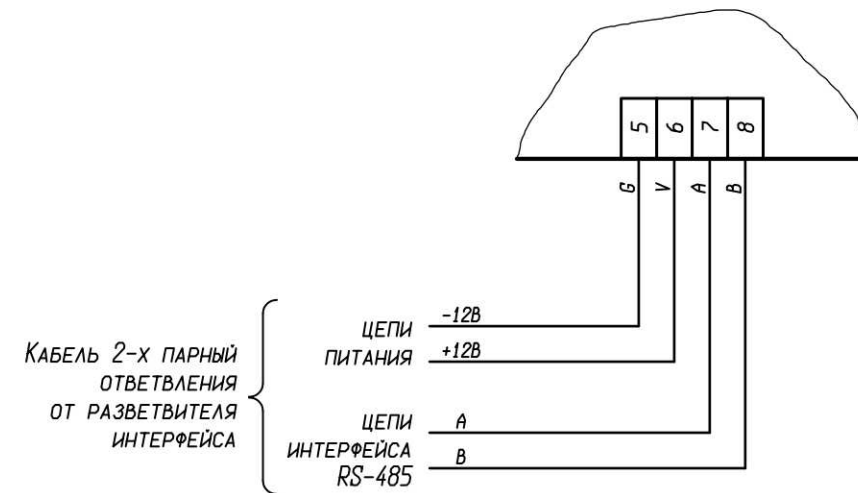 5 6 7 8
G V A B
-12В
ЦЕПИ
ПИТАНИЯ
+12В
КАБЕЛЬ 2-Х ПАРНЫЙ
ОТВЕТВЛЕНИЯ
ОТ РАЗВЕТВИТЕЛЯ
ИНТЕРФЕЙСА
ЦЕПИ
ИНТЕРФЕЙСА
RS-485
A
B